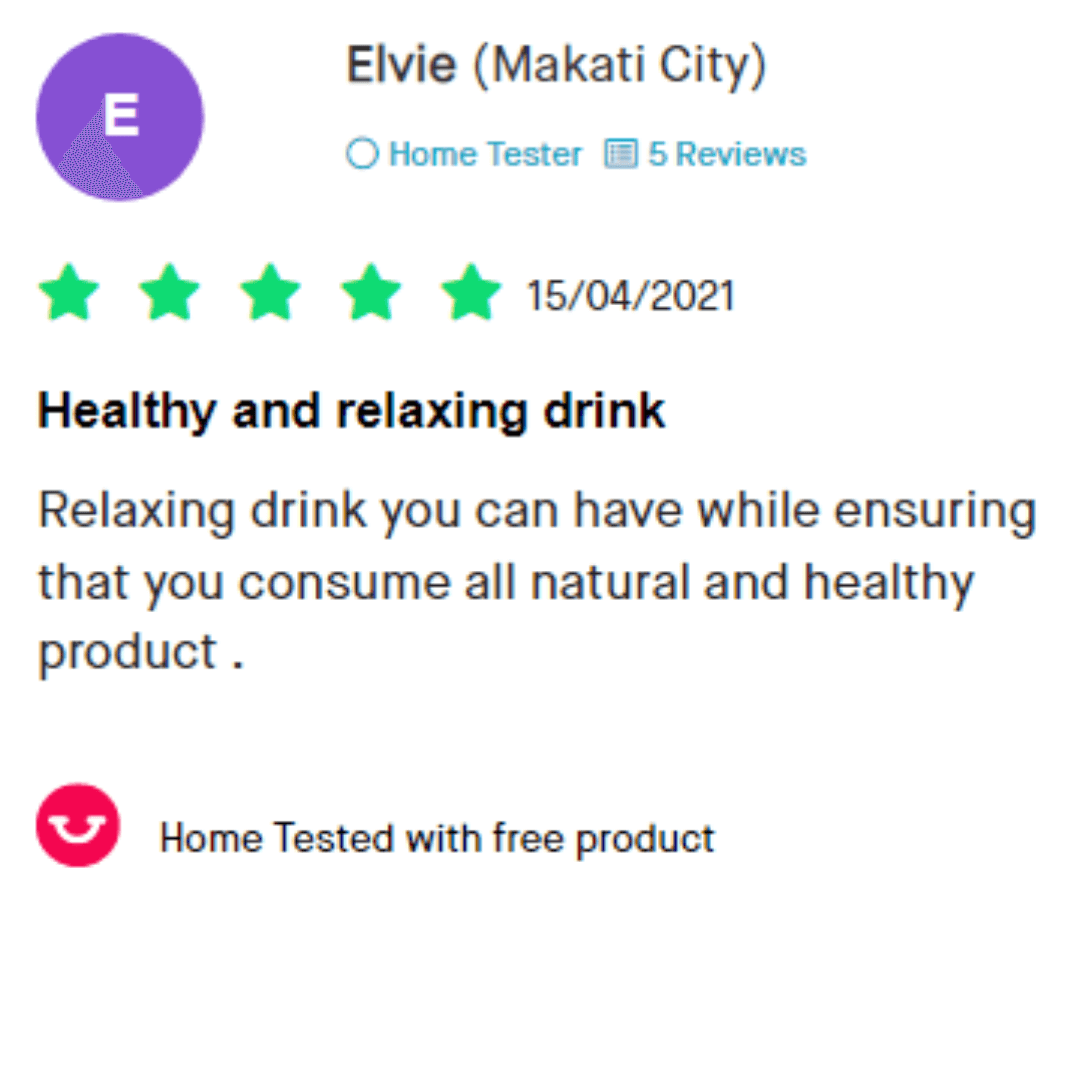 E
Elvie (Makati City)
Home Tester 5 Reviews
15/04/2021
Healthy and relaxing drink
Relaxing drink you can have while ensuring
that you consume all natural and healthy
product .
Home Tested with free product